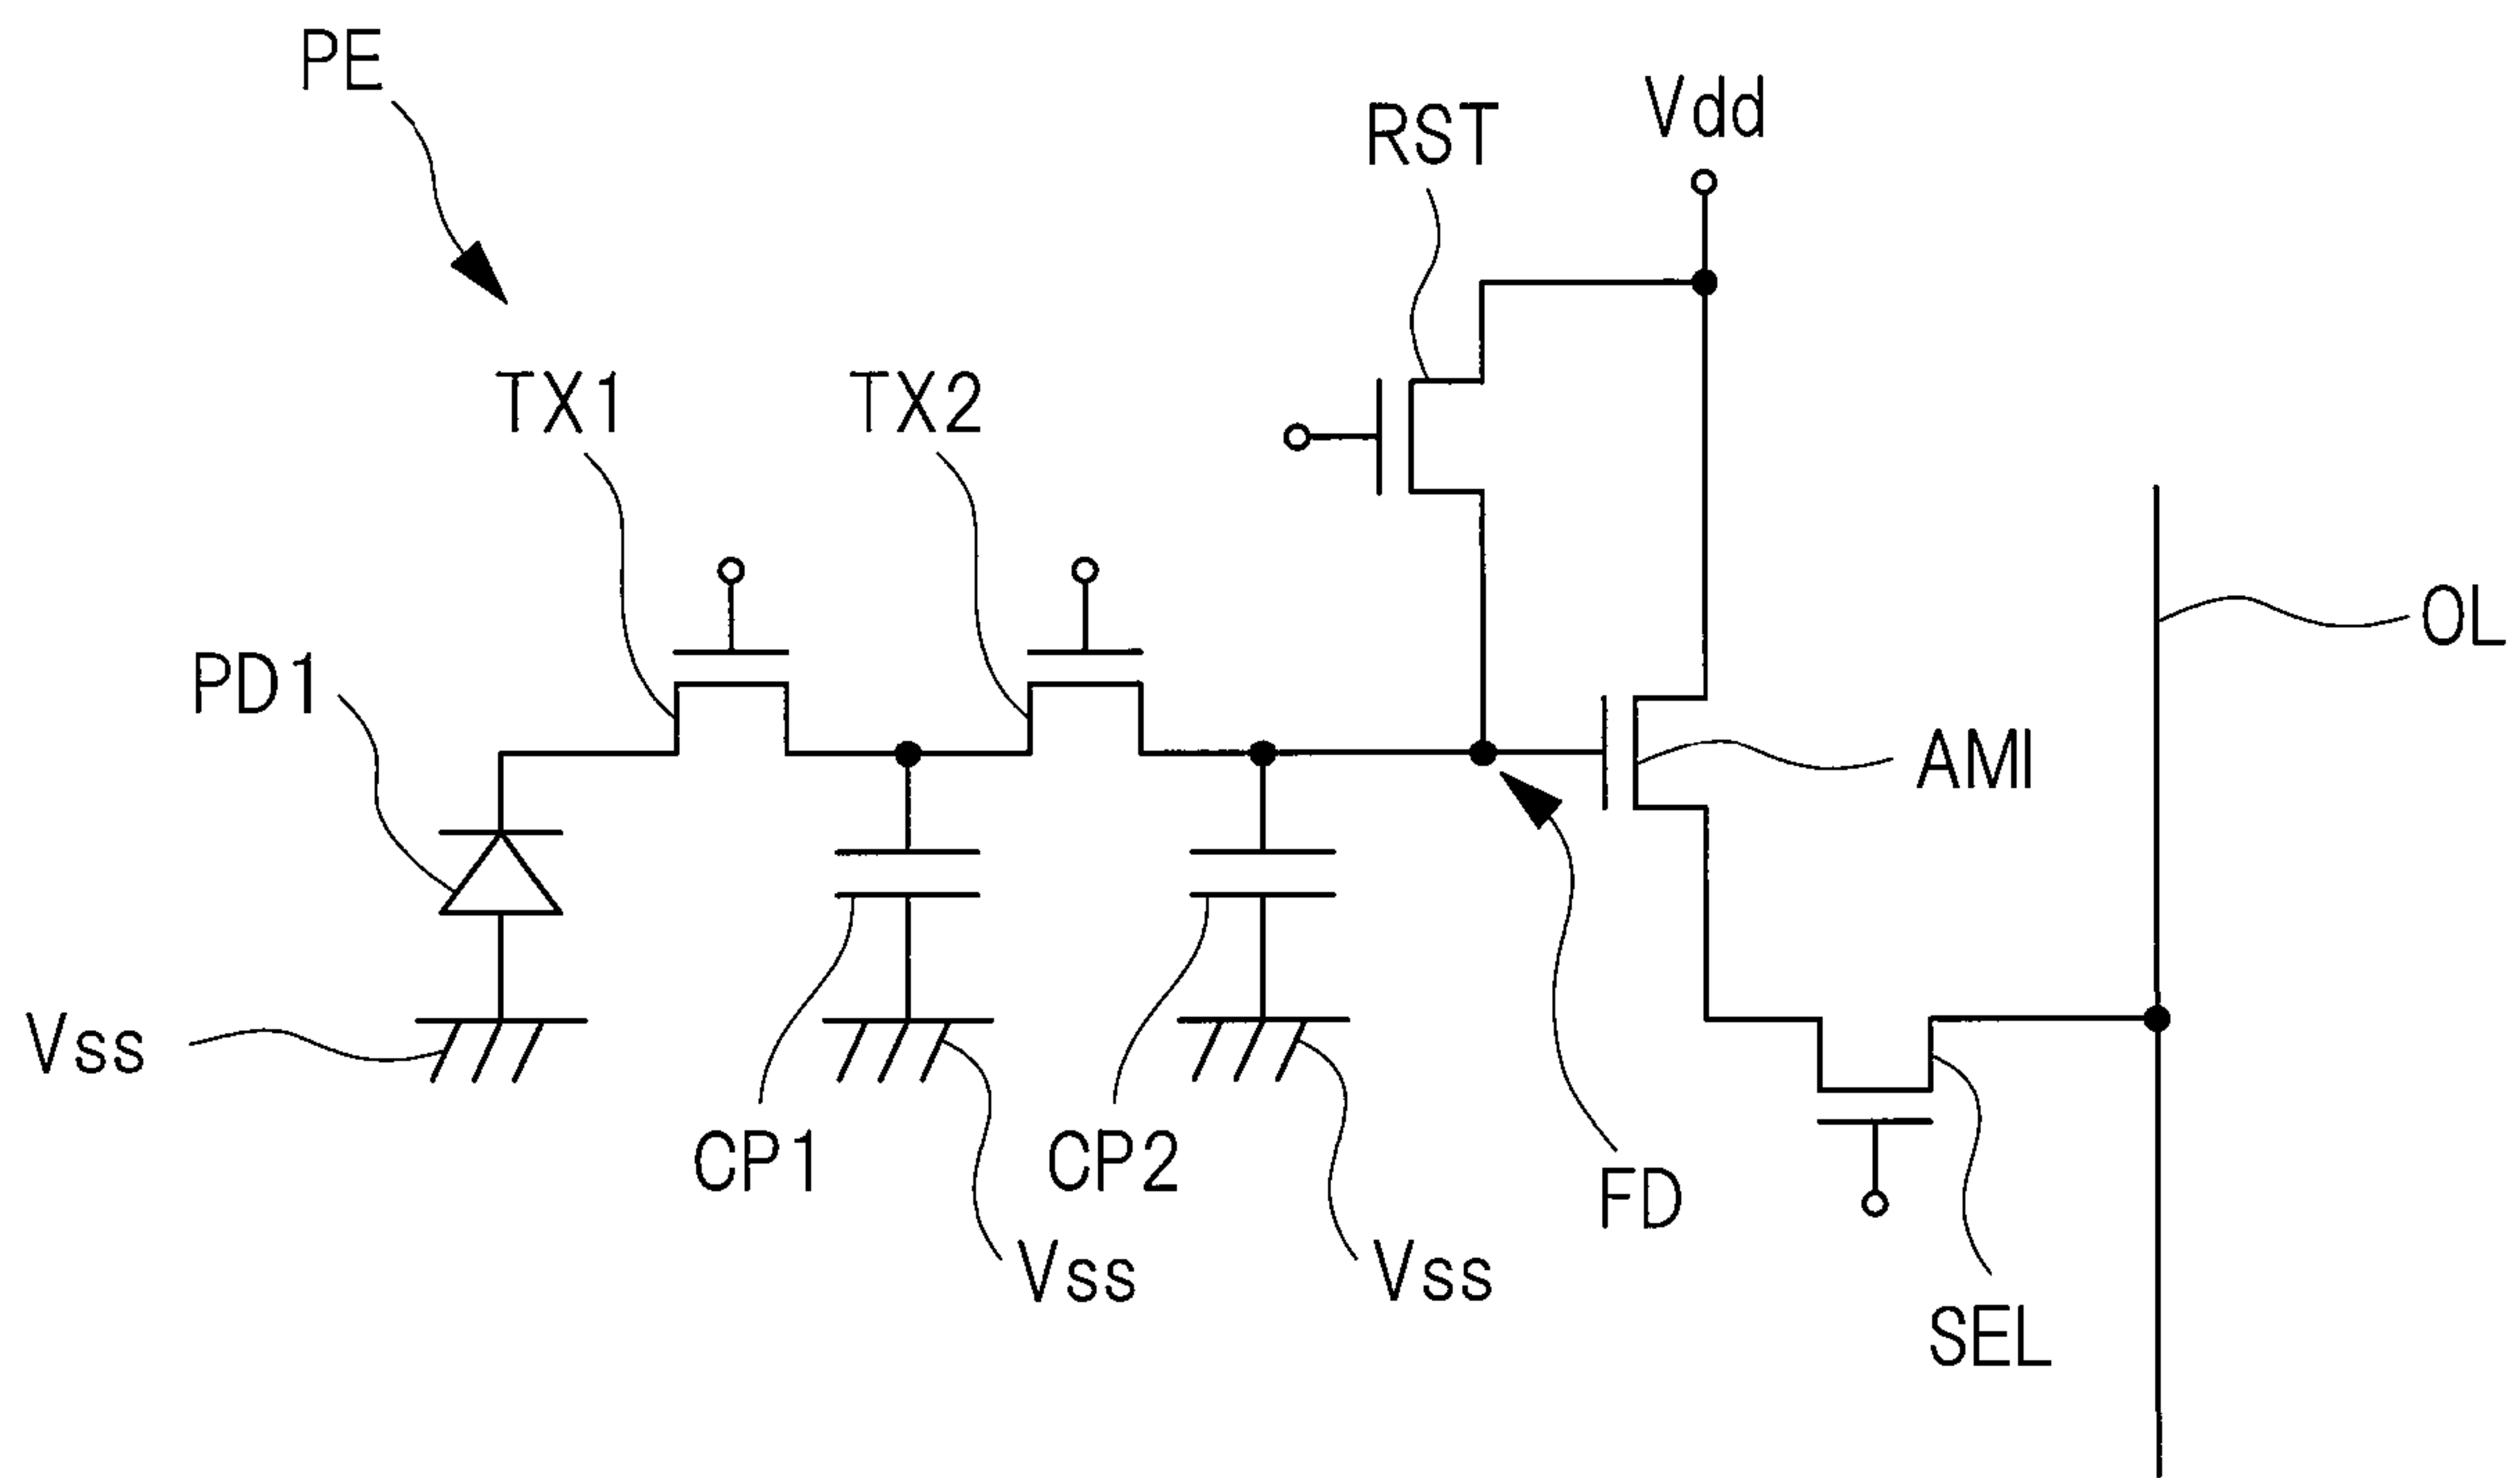 PE
Vdd
RST
TX1
TX2
OL
PD1
AMI
Vss
CP1
CP2
FD
Vss
Vss
SEL